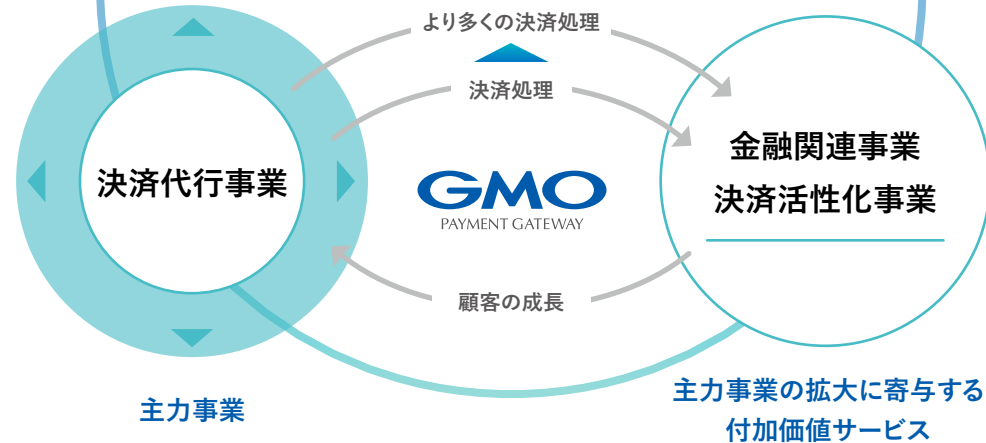 より多くの決済処理
決済処理
決済代行事業
GMO
PAYMENT GATEWAY
金融関連事業
決済活性化事業
顧客の成長
主力事業
主力事業の拡大に寄与する
付加価値サービス